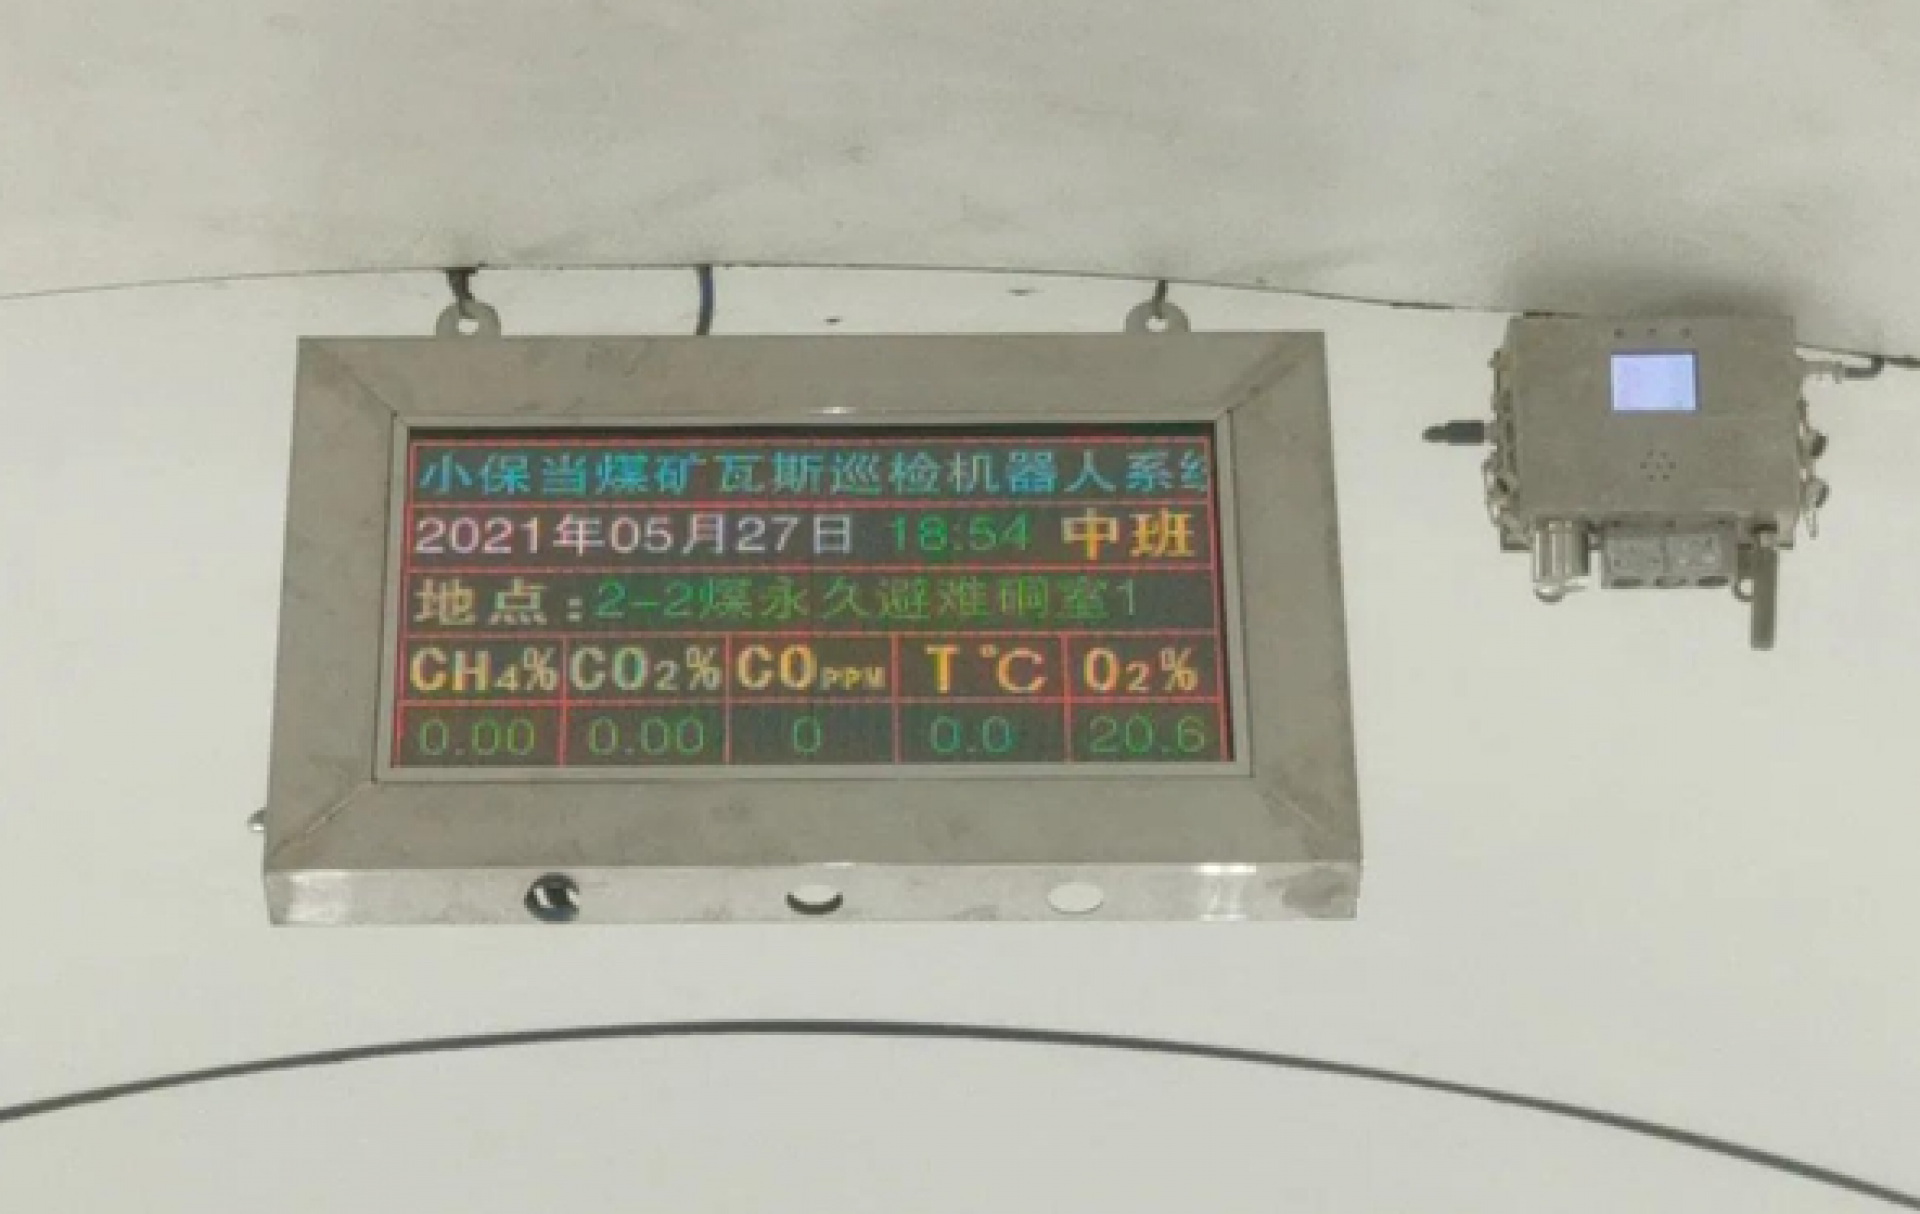 小保当煤矿瓦斯巡检机器人系
2021年05月27日 18:54 中班
地点:2-2煤永久避难硐室1
CH4% CO2% COPPM T℃ O2%
0.00 0.00 0 0.0 20.6